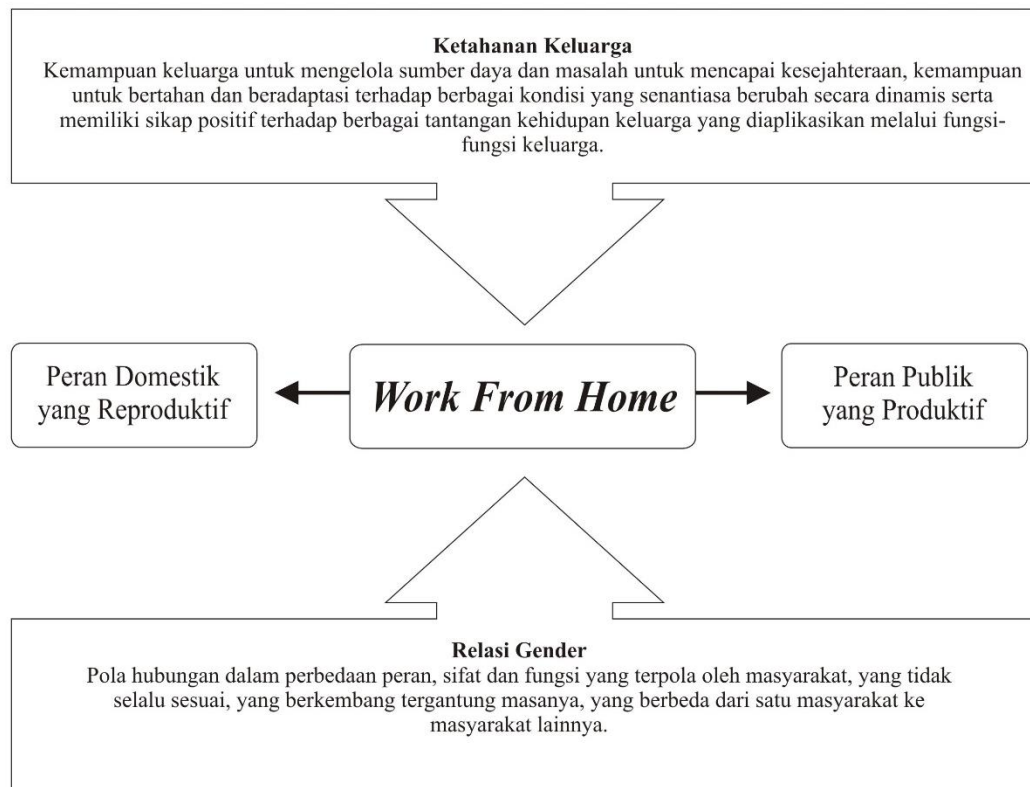 Ketahanan Keluarga
Kemampuan keluarga untuk mengelola sumber daya dan masalah untuk mencapai kesejahteraan, kemampuan
untuk bertahan dan beradaptasi terhadap berbagai kondisi yang senantiasa berubah secara dinamis serta
memiliki sikap positif terhadap berbagai tantangan kehidupan keluarga yang diaplikasikan melalui fungsi-
fungsi keluarga.
Peran Domestik
yang Reproduktif
Work From Home
Peran Publik
yang Produktif
Relasi Gender
Pola hubungan dalam perbedaan peran, sifat dan fungsi yang terpola oleh masyarakat, yang tidak
selalu sesuai, yang berkembang tergantung masanya, yang berbeda dari satu masyarakat ke
masyarakat lainnya.